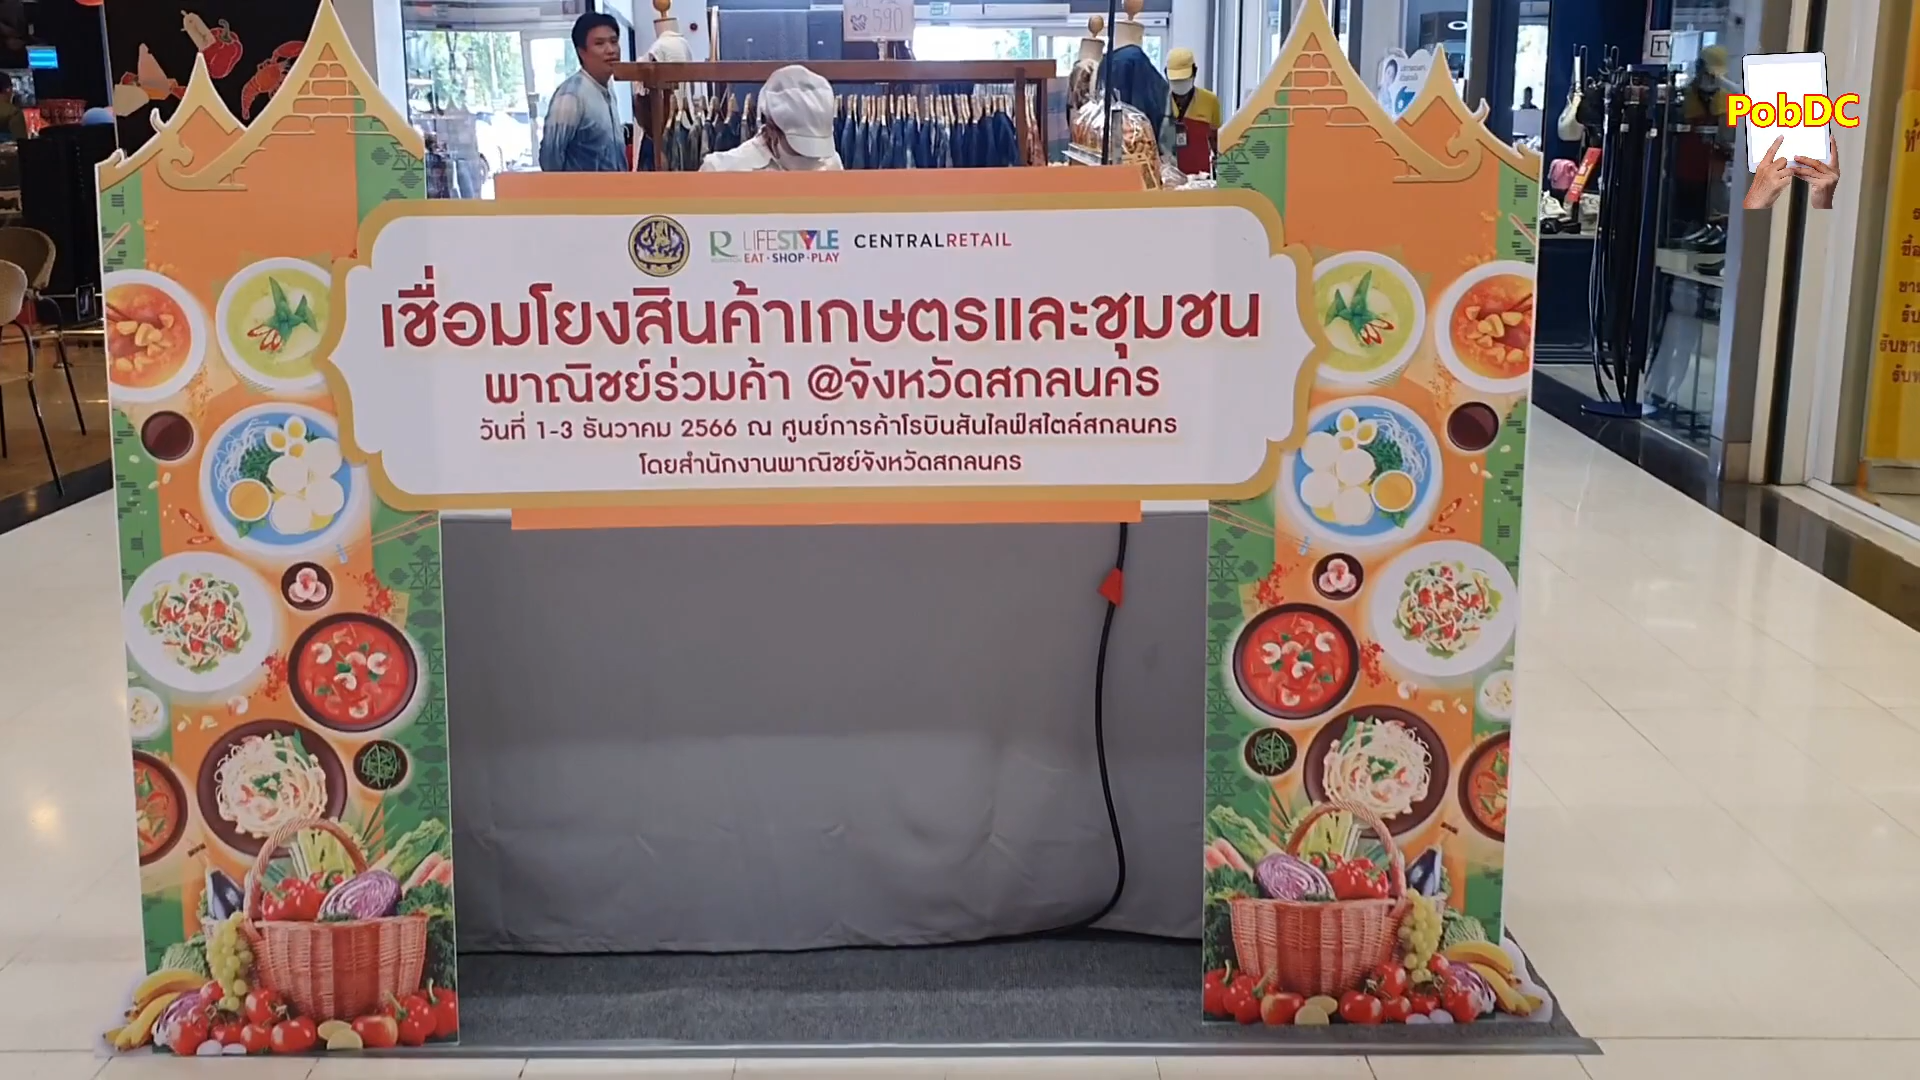 590
PobDC
R LIFESTYLE
EAT · SHOP · PLAY
CENTRALRETAIL
เชื่อมโยงสินค้าเกษตรและชุมชน
พาณิชย์ร่วมค้า @จังหวัดสกลนคร
วันที่ 1-3 ธันวาคม 2566 ณ ศูนย์การค้าโรบินสันไลฟ์สไตล์สกลนคร
โดยสำนักงานพาณิชย์จังหวัดสกลนคร